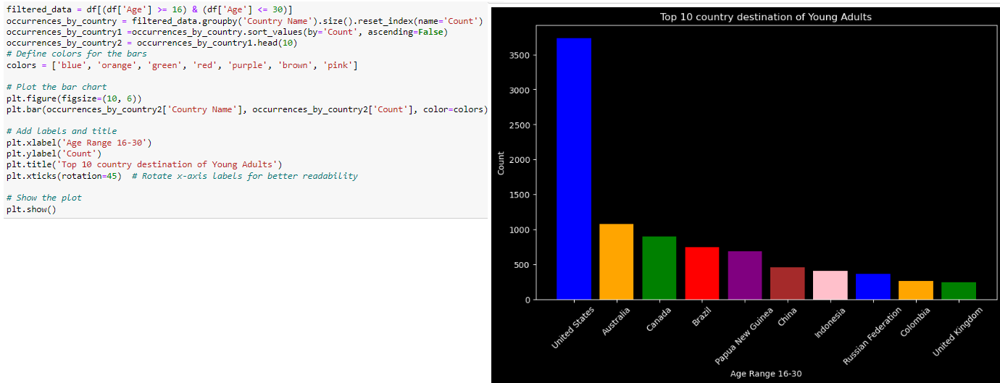 filtered_data = df[(df['Age'] >= 16) & (df['Age'] <= 30)]
occurrences_by_country = filtered_data.groupby('Country Name').size().reset_index(name='Count')
occurrences_by_country1 =occurrences_by_country.sort_values(by='Count', ascending=False)
occurrences_by_country2 = occurrences_by_country1.head(10)
# Define colors for the bars
colors = ['blue', 'orange', 'green', 'red', 'purple', 'brown', 'pink']
# Plot the bar chart
plt.figure(figsize=(10, 6))
plt.bar(occurrences_by_country2['Country Name'], occurrences_by_country2['Count'], color=colors)
# Add labels and title
plt.xlabel('Age Range 16-30')
plt.ylabel('Count')
plt.title('Top 10 country destination of Young Adults')
plt.xticks(rotation=45)  # Rotate x-axis labels for better readability
# Show the plot
plt.show()
Top 10 country destination of Young Adults
Count
3500
3000
2500
2000
1500
1000
500
0
United States
Australia
Canada
Brazil
Papua New Guinea
China
Indonesia
Russian Federation
Colombia
United Kingdom
Age Range 16-30